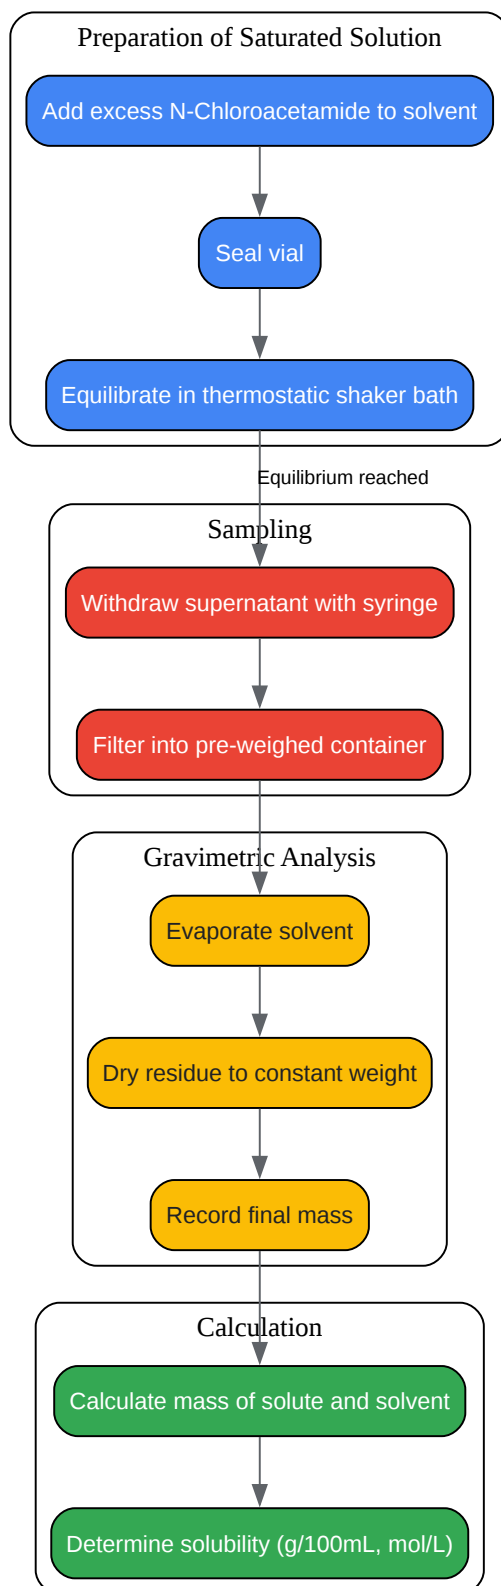 Preparation of Saturated Solution
Add excess N-Chloroacetamide to solvent
Seal vial
Equilibrate in thermostatic shaker bath
Equilibrium reached
Sampling
Withdraw supernatant with syringe
Filter into pre-weighed container
Gravimetric Analysis
Evaporate solvent
Dry residue to constant weight
Record final mass
Calculation
Calculate mass of solute and solvent
Determine solubility (g/100mL, mol/L)